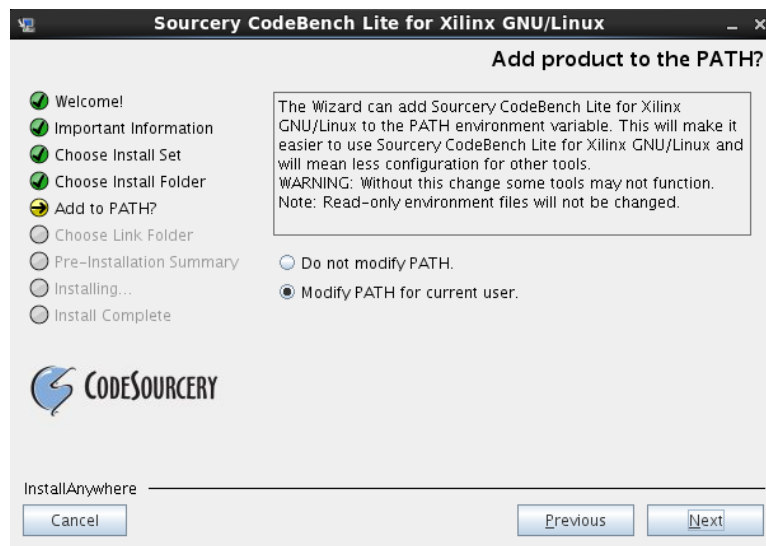 Sourcery CodeBench Lite for Xilinx GNU/Linux
Add product to the PATH?
Welcome!
Important Information
Choose Install Set
Choose Install Folder
Add to PATH?
Choose Link Folder
Pre-Installation Summary
Installing...
Install Complete
The Wizard can add Sourcery CodeBench Lite for Xilinx
GNU/Linux to the PATH environment variable. This will make it
easier to use Sourcery CodeBench Lite for Xilinx GNU/Linux and
will mean less configuration for other tools.
WARNING: Without this change some tools may not function.
Note: Read-only environment files will not be changed.
Do not modify PATH.
Modify PATH for current user.
CODESOURCERY
InstallAnywhere
Cancel
Previous
Next